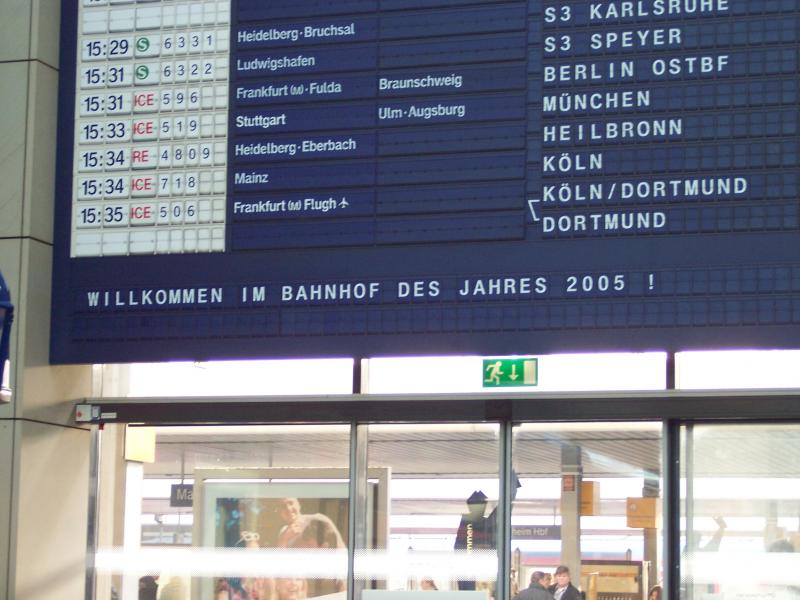 15:29 S 6331 Heidelberg·Bruchsal S3 KARLSRUHE
15:31 S 6322 Ludwigshafen S3 SPEYER
15:31 ICE 596 Frankfurt (M)·Fulda Braunschweig BERLIN OSTBF
15:33 ICE 519 Stuttgart Ulm·Augsburg MÜNCHEN
15:34 RE 4809 Heidelberg·Eberbach HEILBRONN
15:34 ICE 718 Mainz KÖLN
15:35 ICE 506 Frankfurt (M) Flugh KÖLN/DORTMUND
DORTMUND
WILLKOMMEN IM BAHNHOF DES JAHRES 2005 !
Ma
heim Hbf